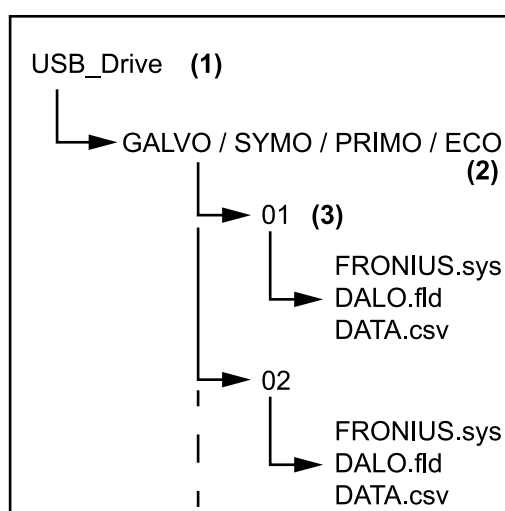 USB_Drive (1)
GALVO / SYMO / PRIMO / ECO
(2)
01 (3)
FRONIUS.sys
DALO.fld
DATA.csv
02
FRONIUS.sys
DALO.fld
DATA.csv